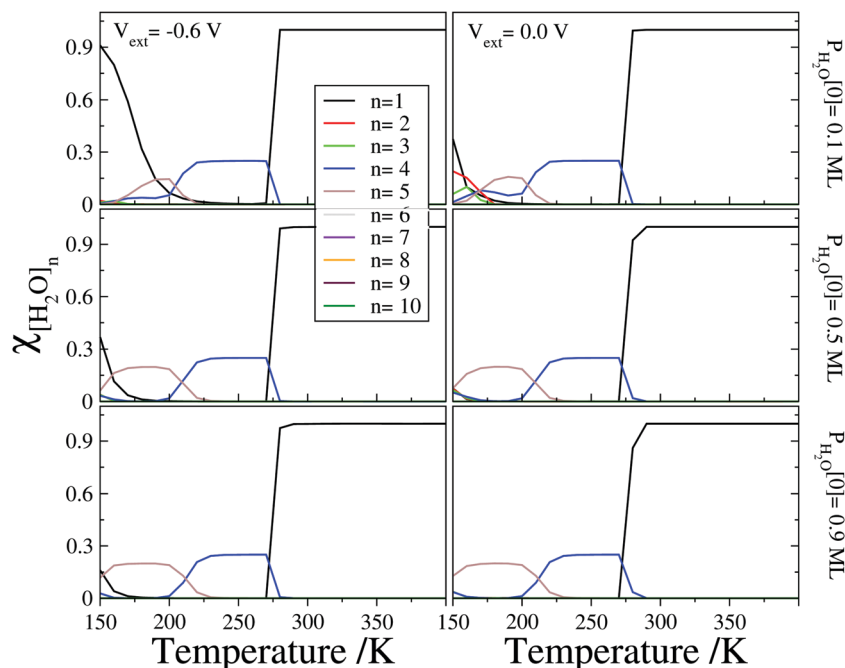 V_ext= -0.6 V
V_ext= 0.0 V
P_H₂O[0]= 0.1 ML
0.9
0.6
0.3
0
n=1
n= 2
n= 3
n= 4
n= 5
n= 6
n= 7
n= 8
n= 9
n= 10
χ[H₂O]n
0.9
0.6
0.3
0
P_H₂O[0]= 0.5 ML
0.9
0.6
0.3
0
P_H₂O[0]= 0.9 ML
150 200 250 300 350
150 200 250 300 350
Temperature /K
Temperature /K